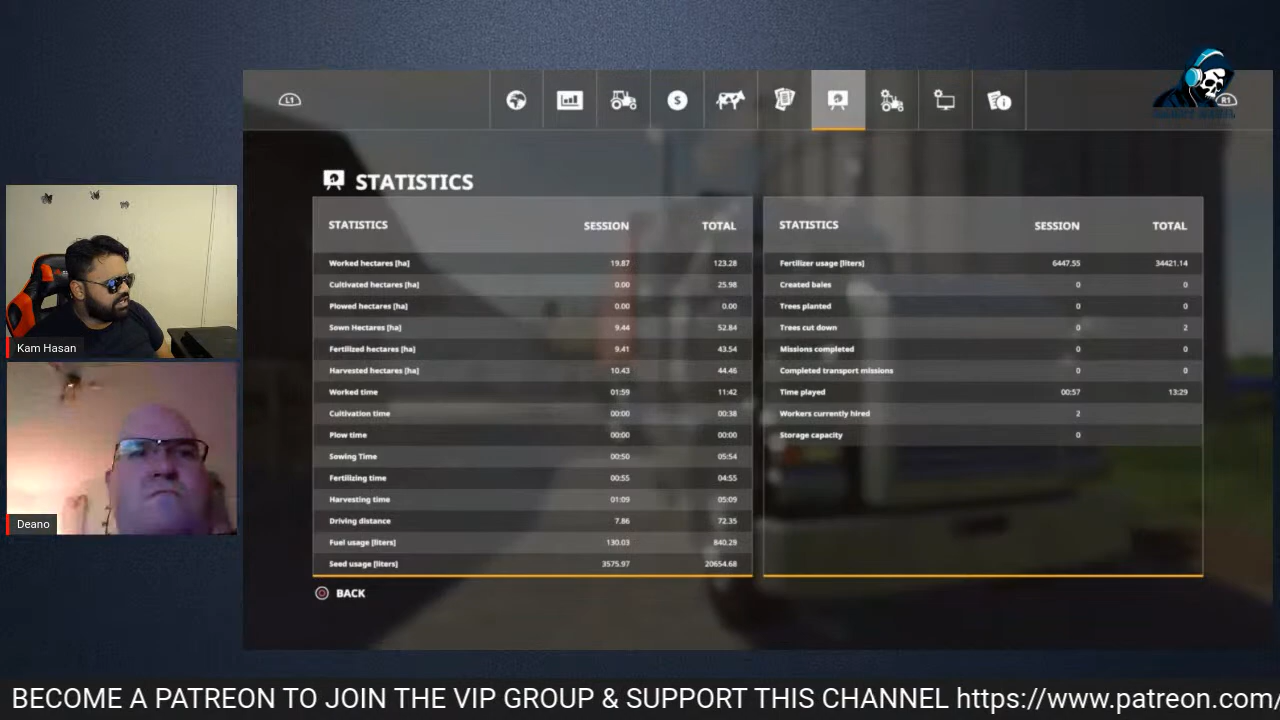 L1
R1
STATISTICS
STATISTICS SESSION TOTAL
Worked hectares [ha] 19.87 123.28
Cultivated hectares [ha] 0.00 25.98
Plowed hectares [ha] 0.00 0.00
Sown Hectares [ha] 9.44 52.84
Fertilized hectares [ha] 9.41 43.54
Harvested hectares [ha] 10.43 44.46
Worked time 01:59 11:42
Cultivation time 00:00 00:38
Plow time 00:00 00:00
Sowing Time 00:50 05:54
Fertilizing time 00:55 04:55
Harvesting time 01:09 05:09
Driving distance 7.86 72.35
Fuel usage [liters] 130.03 840.29
Seed usage [liters] 3575.97 20654.68
STATISTICS SESSION TOTAL
Fertilizer usage [liters] 6447.55 34421.14
Created bales 0 0
Trees planted 0 0
Trees cut down 0 2
Missions completed 0 0
Completed transport missions 0 0
Time played 00:57 13:29
Workers currently hired 2
Storage capacity 0
BACK
Kam Hasan
Deano
BECOME A PATREON TO JOIN THE VIP GROUP & SUPPORT THIS CHANNEL https://www.patreon.com/